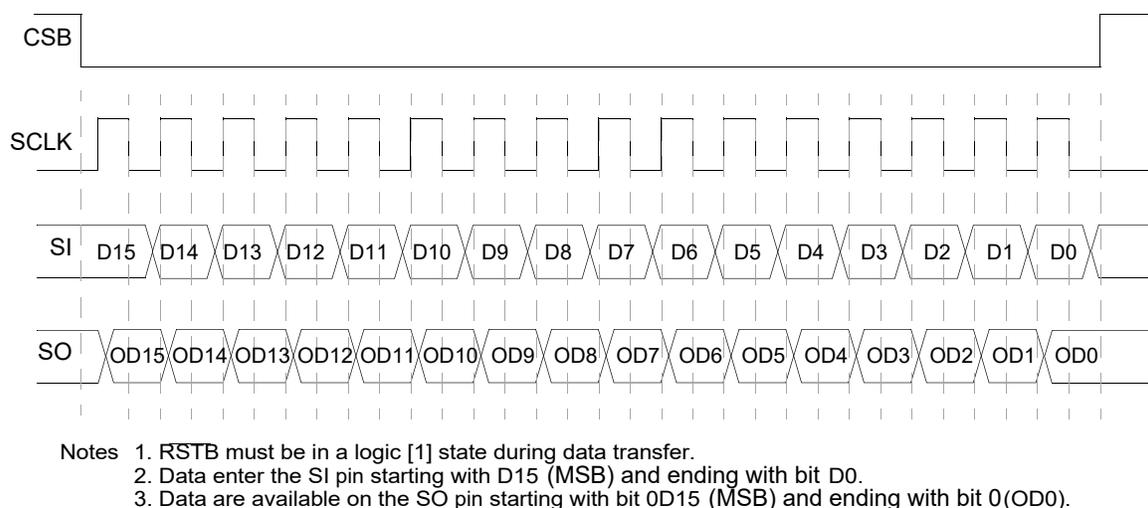 CSB
SCLK
SI D15 D14 D13 D12 D11 D10 D9 D8 D7 D6 D5 D4 D3 D2 D1 D0
SO OD15 OD14 OD13 OD12 OD11 OD10 OD9 OD8 OD7 OD6 OD5 OD4 OD3 OD2 OD1 OD0
Notes 1. RSTB must be in a logic [1] state during data transfer.
2. Data enter the SI pin starting with D15 (MSB) and ending with bit D0.
3. Data are available on the SO pin starting with bit 0D15 (MSB) and ending with bit 0(OD0).